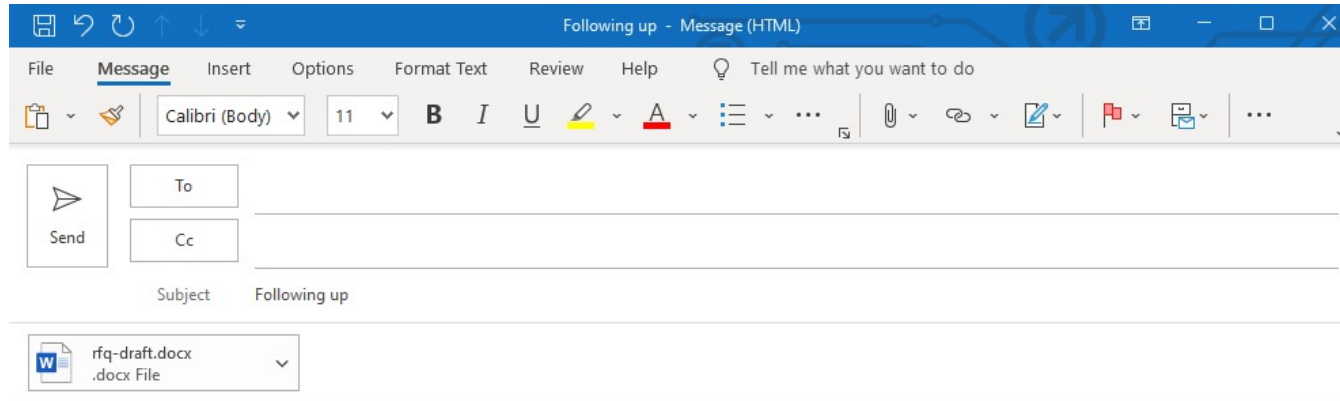 Following up - Message (HTML)
File Message Insert Options Format Text Review Help Tell me what you want to do
Calibri (Body) 11 B I U A
To
Send
Cc
Subject Following up
W rfq-draft.docx
.docx File